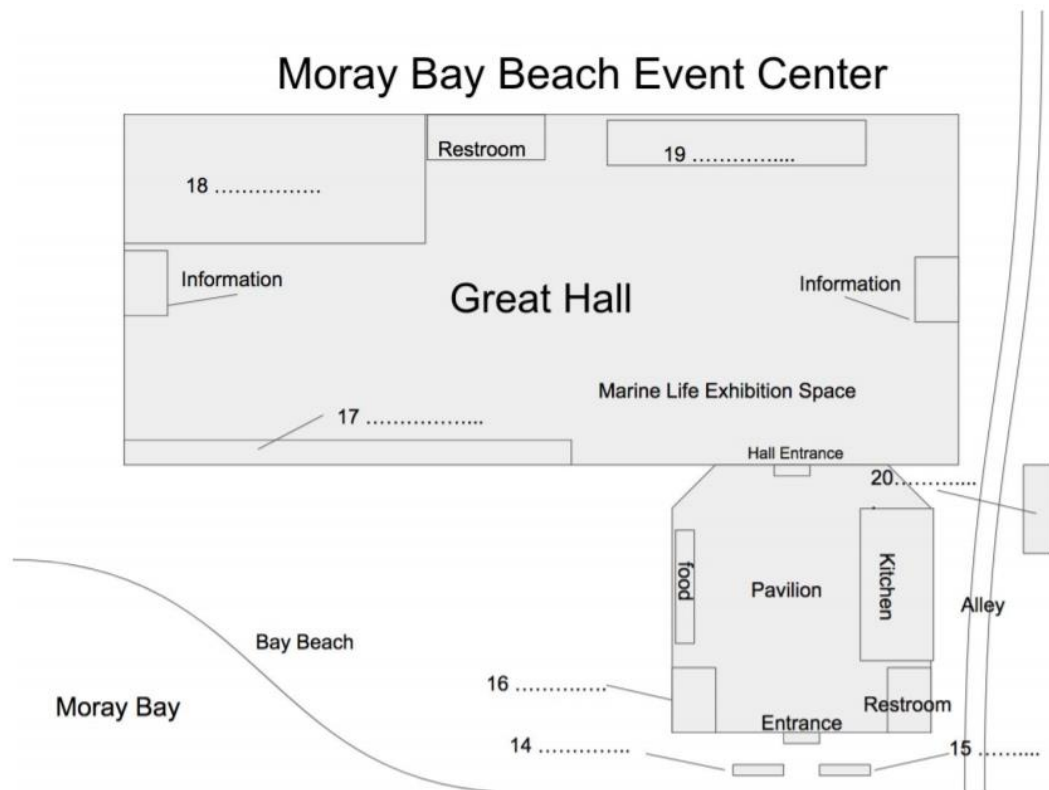 Moray Bay Beach Event Center
Restroom
19 ................
18 ...............
Information
Great Hall
Information
Marine Life Exhibition Space
17 .................
Hall Entrance
20..............
food
Pavilion
Kitchen
Alley
Bay Beach
16 .............
Moray Bay
Restroom
Entrance
14 .............
15 .........